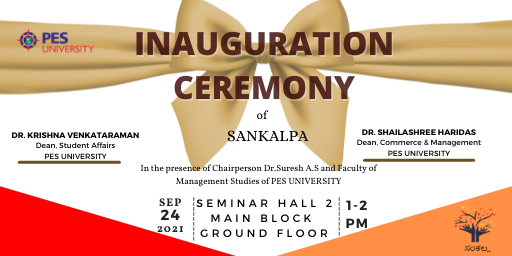 PES
UNIVERSITY
INAUGURATION
CEREMONY
of
SANKALPA
DR. KRISHNA VENKATARAMAN
Dean, Student Affairs
PES UNIVERSITY
DR. SHAILASHREE HARIDAS
Dean, Commerce & Management
PES UNIVERSITY
In the presence of Chairperson Dr.Suresh A.S and Faculty of
Management Studies of PES UNIVERSITY
SEP
24
2021
SEMINAR HALL 2
MAIN BLOCK
GROUND FLOOR
1-2
PM
ಸಂಕಲ್ಪ